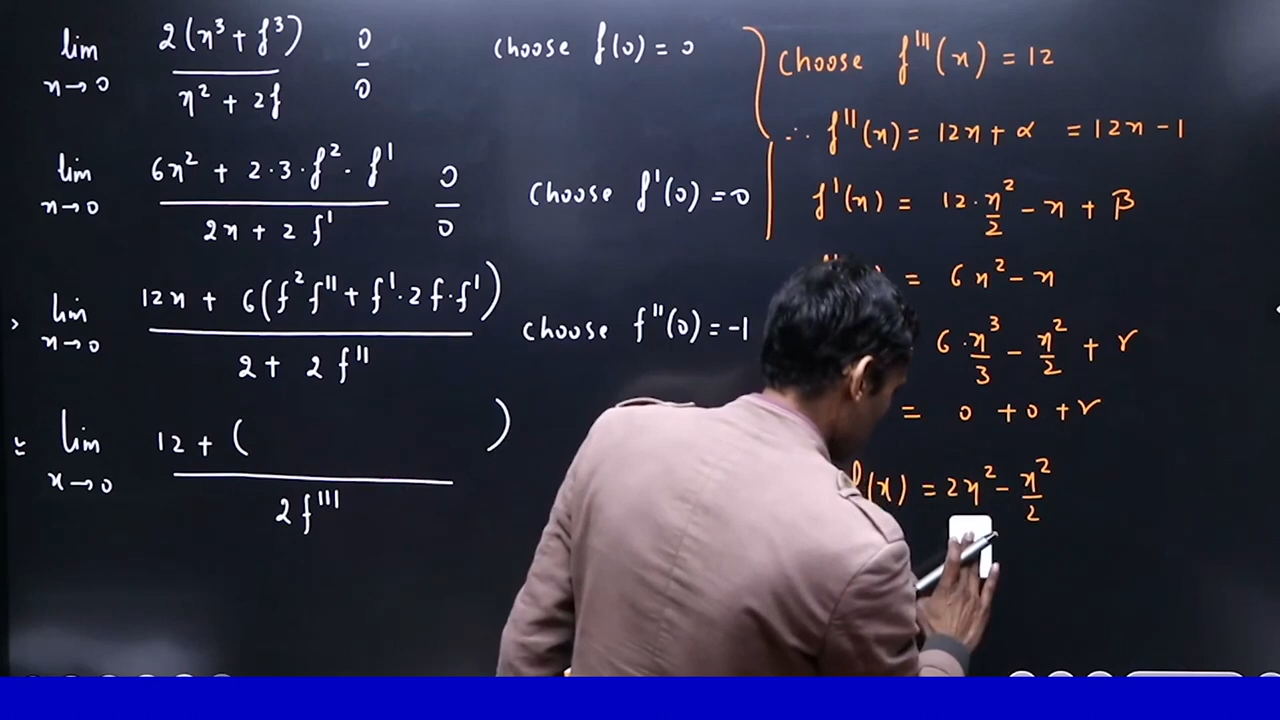 lim x→0 2(x³ + f³) / x² + 2f 0/0 choose f(0) = 0
lim x→0 6x² + 2·3·f²·f' / 2x + 2f' 0/0 choose f'(0) = 0
lim x→0 12x + 6(f²f'' + f'·2f·f') / 2 + 2f'' choose f''(0) = -1
lim x→0 12 + ( ) / 2f'''
choose f'''(x) = 12
∴ f''(x) = 12x + α = 12x - 1
f'(x) = 12·x²/2 - x + β
= 6x² - x
6·x³/3 - x²/2 + r
= 0 + 0 + r
f(x) = 2x² - x²/2